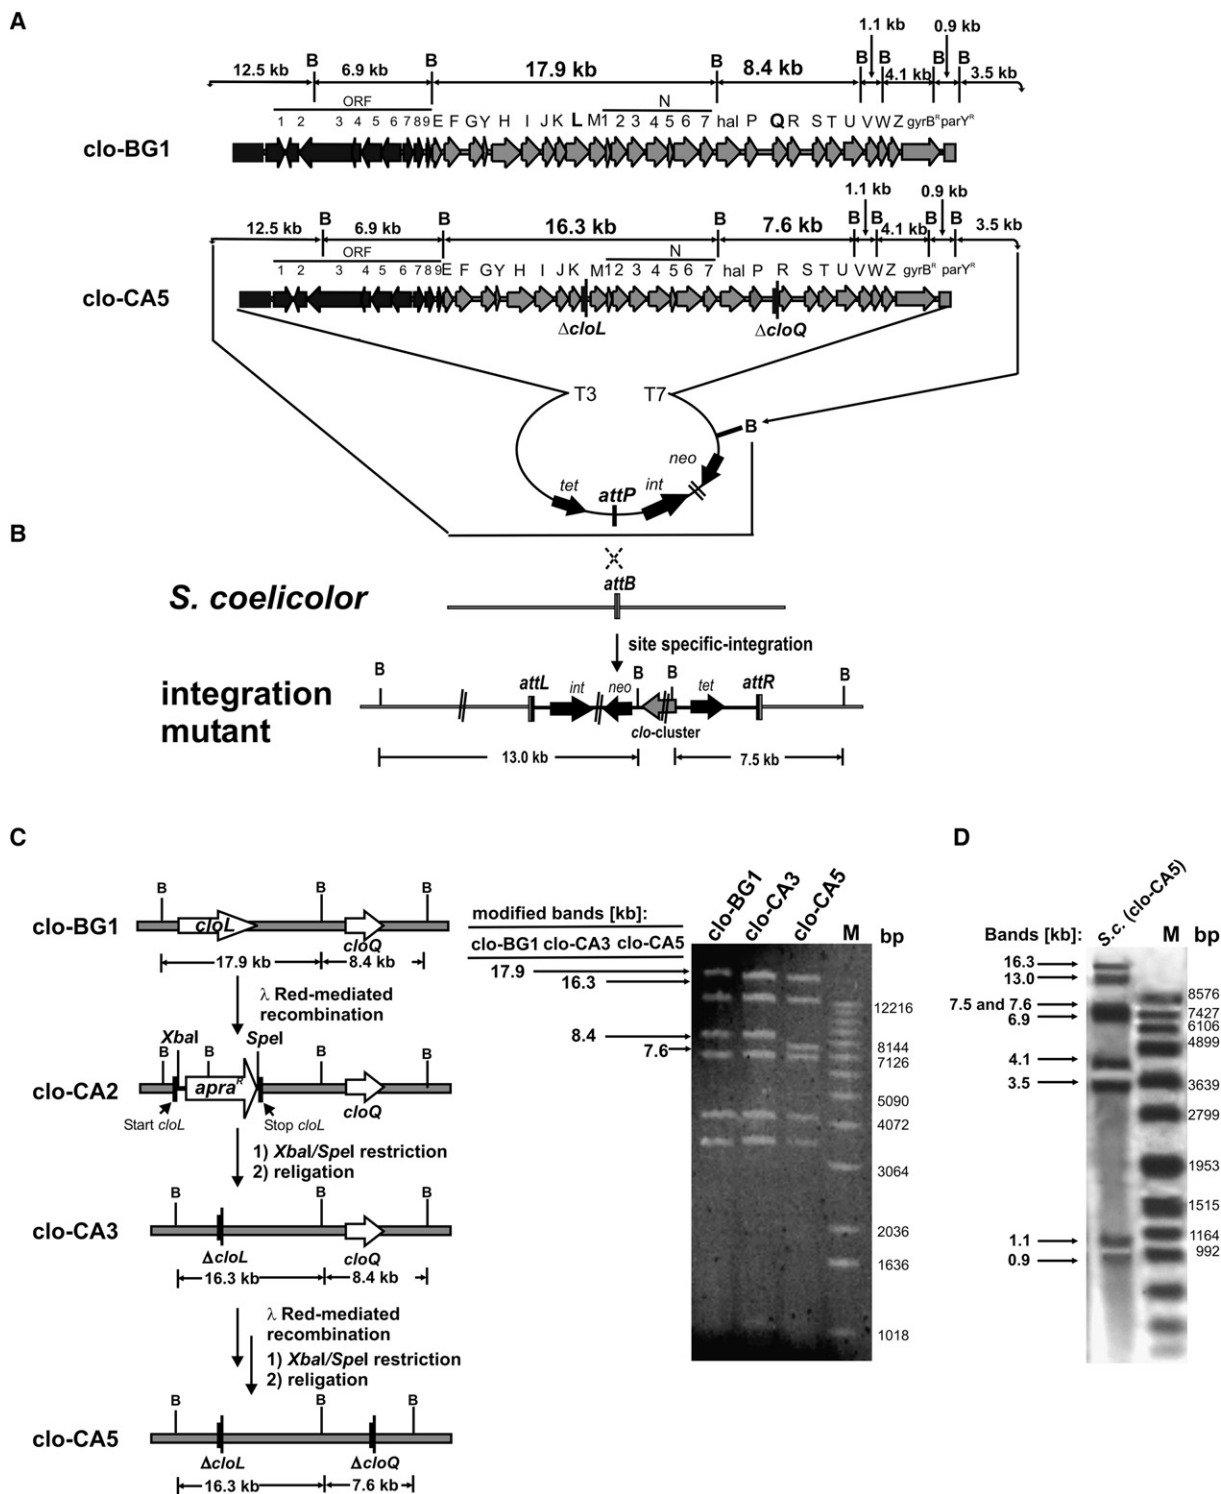 A
1.1 kb
0.9 kb
B B B B B B B
12.5 kb 6.9 kb 17.9 kb 8.4 kb 4.1 kb 3.5 kb
ORF N
1 2 3 4 5 6 7 8 9 E F G Y H I J K L M 1 2 3 4 5 6 7 hal P Q R S T U V W Z gyrBᴿ parYᴿ
clo-BG1
1.1 kb 0.9 kb
B B B B B B B
12.5 kb 6.9 kb 16.3 kb 7.6 kb 4.1 kb 3.5 kb
ORF N
1 2 3 4 5 6 7 8 9 E F G Y H I J K M 1 2 3 4 5 6 7 hal P R S T U V W Z gyrBᴿ parYᴿ
clo-CA5
ΔcloL ΔcloQ
T3 T7
B
neo
tet attP int
B
attB
S. coelicolor
site specific-integration
B B B B
integration
mutant
attL int neo tet attR
clo-cluster
13.0 kb 7.5 kb
C
B B B
clo-BG1
cloL
cloQ
17.9 kb 8.4 kb
λ Red-mediated
recombination
XbaI SpeI
B B B B
clo-CA2
apraᴿ
cloQ
Start cloL Stop cloL
1) XbaI/SpeI restriction
2) religation
B B B
clo-CA3
ΔcloL cloQ
16.3 kb 8.4 kb
λ Red-mediated
recombination
1) XbaI/SpeI restriction
2) religation
B B B
clo-CA5
ΔcloL ΔcloQ
16.3 kb 7.6 kb
modified bands [kb]:
clo-BG1 clo-CA3 clo-CA5
17.9
16.3
8.4
7.6
clo-BG1 clo-CA3 clo-CA5 M bp
12216
8144
7126
5090
4072
3064
2036
1636
1018
D
S.c. (clo-CA5)
Bands [kb]: M bp
16.3
13.0
7.5 and 7.6
6.9
4.1
3.5
1.1
0.9
8576
7427
6106
4899
3639
2799
1953
1515
1164
992